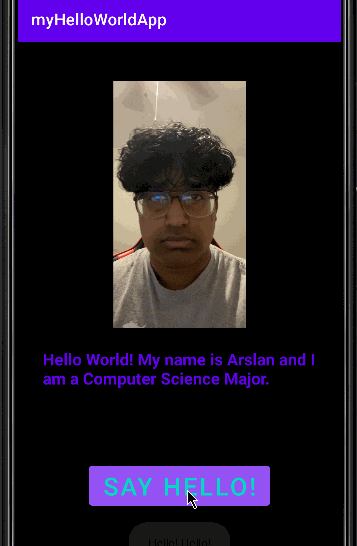 myHelloWorldApp
Hello World! My name is Arslan and I
am a Computer Science Major.
SAY HELLO!
Hello! Hello!